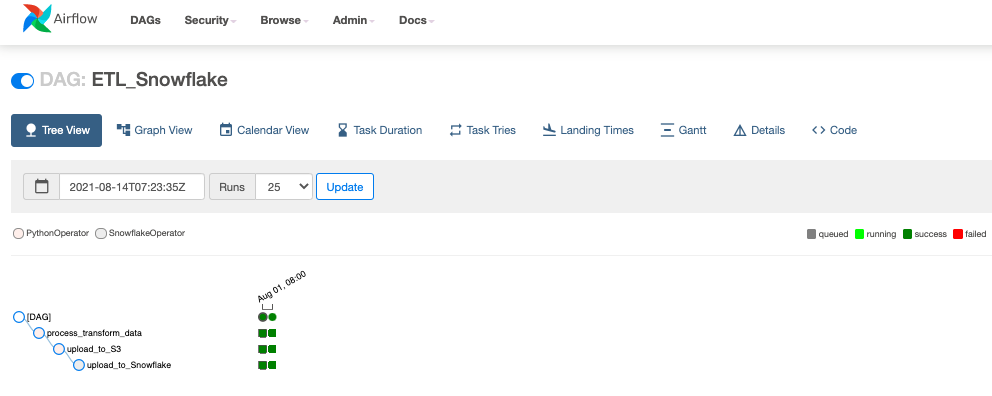 Airflow DAGs Security Browse Admin Docs
DAG: ETL_Snowflake
Tree View Graph View Calendar View Task Duration Task Tries Landing Times Gantt Details <> Code
2021-08-14T07:23:35Z Runs 25 Update
PythonOperator SnowflakeOperator queued running success failed
Aug 01, 08:00
[DAG]
process_transform_data
upload_to_S3
upload_to_Snowflake